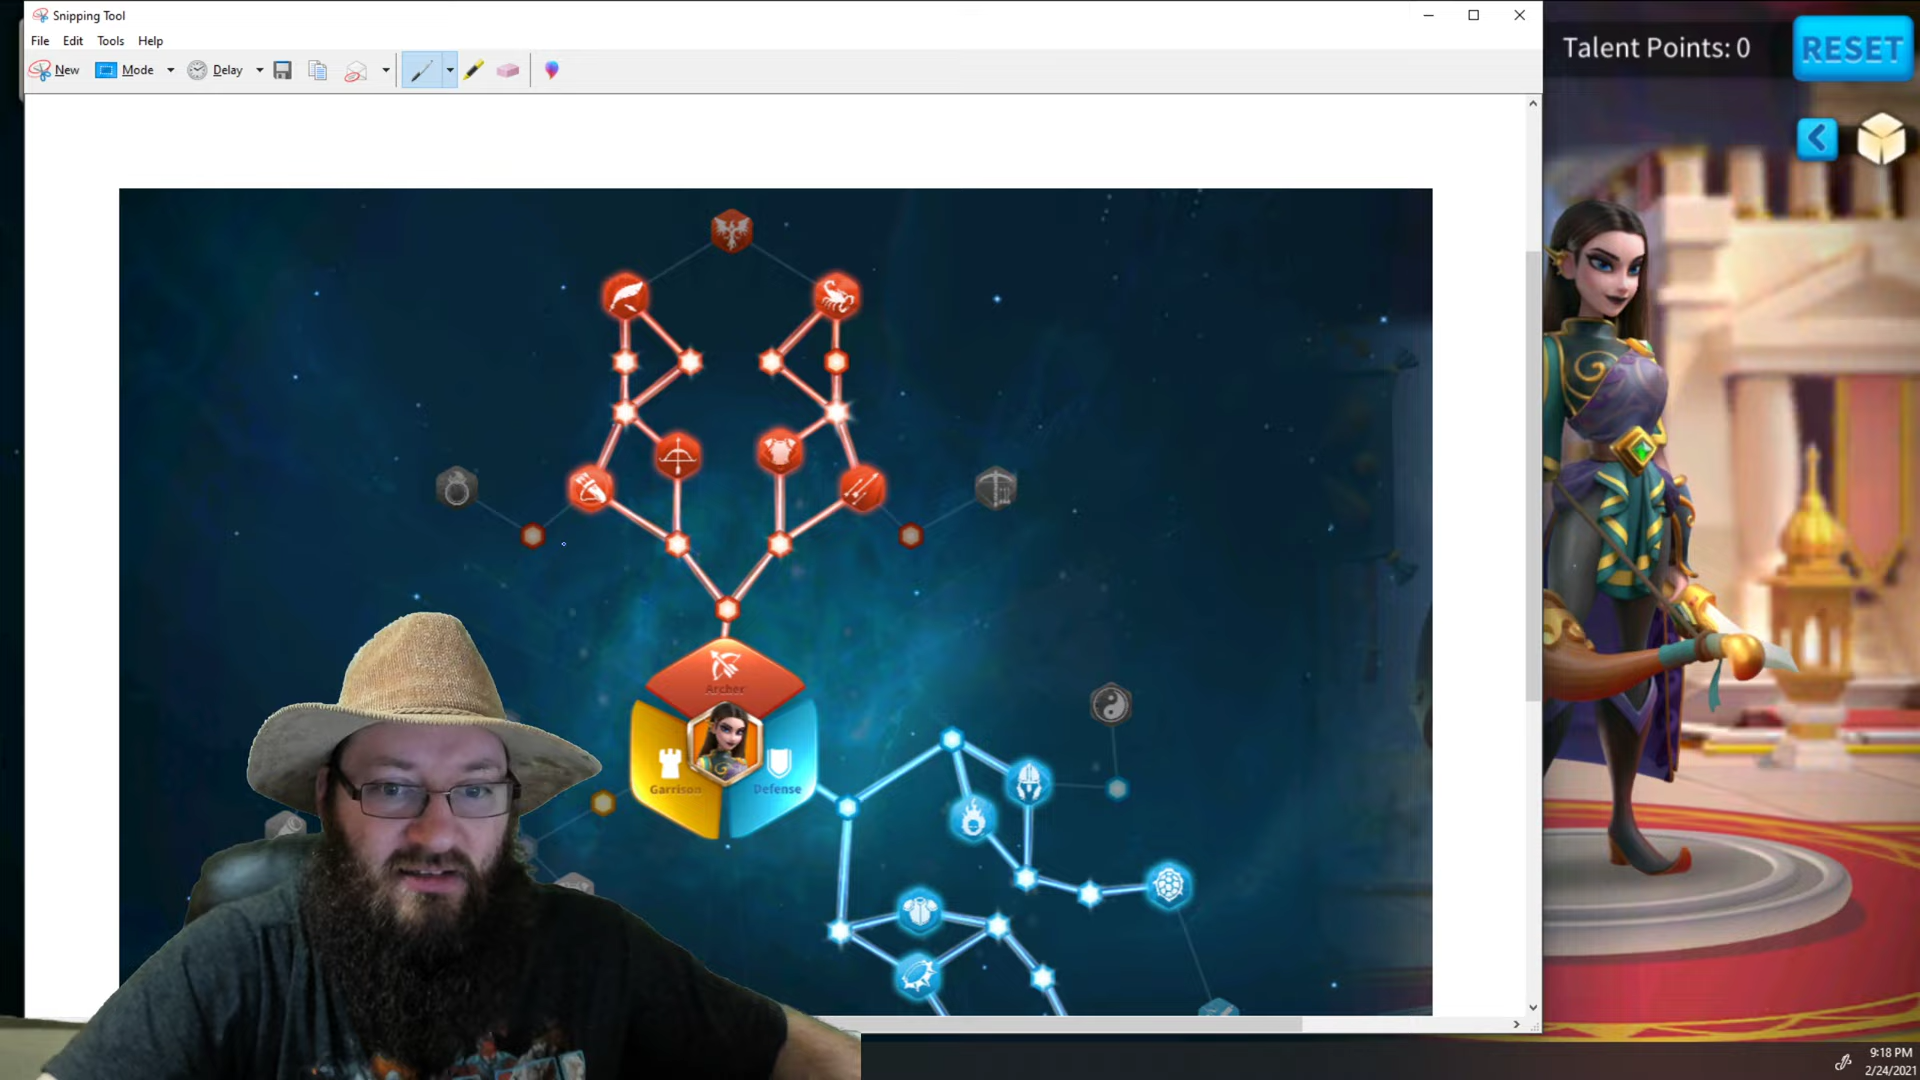 Snipping Tool
File Edit Tools Help
New Mode Delay
Talent Points: 0
RESET
Archer
Garrison
Defense
9:18 PM
2/24/2021